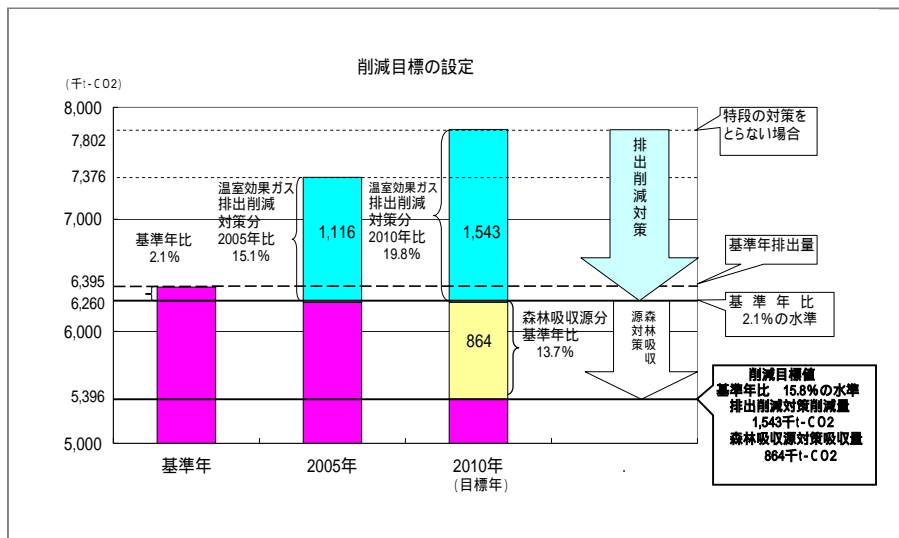 削減目標の設定
(千t-CO2)
8,000
7,802
7,376
7,000
6,395
6,260
6,000
5,396
5,000
特段の対策を
とらない場合
排出削減対策
温室効果ガス
排出削減
対策分
2005年比
15.1%
温室効果ガス
排出削減
対策分
2010年比
19.8%
1,116
1,543
基準年比
2.1%
基準年排出量
基準年比
2.1%の水準
森林吸収源分
基準年比
13.7%
864
森林吸収
源対策
削減目標値
基準年比 15.8%の水準
排出削減対策削減量
1,543千t-CO2
森林吸収源対策吸収量
864千t-CO2
基準年
2005年
2010年
(目標年)
.